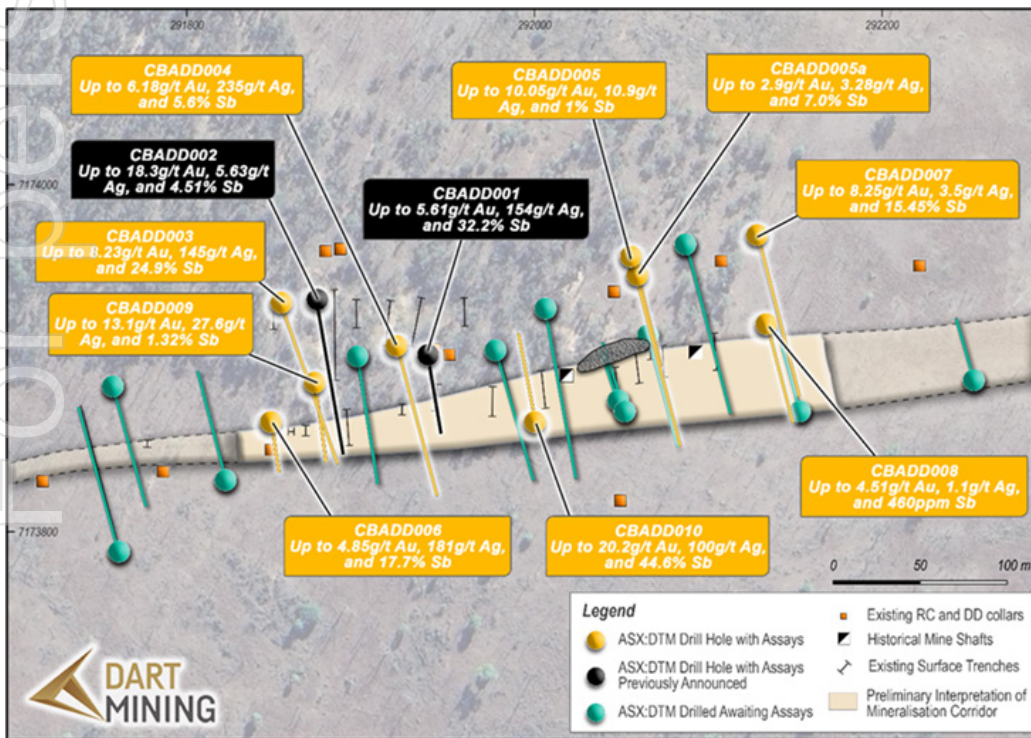 291800
292000
292200
CBADD004
Up to 6.18g/t Au, 235g/t Ag,
and 5.6% Sb
CBADD005
Up to 10.05g/t Au, 10.9g/t
Ag, and 1% Sb
CBADD005a
Up to 2.9g/t Au, 3.28g/t Ag,
and 7.0% Sb
CBADD002
Up to 18.3g/t Au, 5.63g/t
Ag, and 4.51% Sb
7174000
CBADD001
Up to 5.61g/t Au, 154g/t Ag,
and 32.2% Sb
CBADD007
Up to 8.25g/t Au, 3.5g/t Ag,
and 15.45% Sb
CBADD003
Up to 8.23g/t Au, 145g/t Ag,
and 24.9% Sb
CBADD009
Up to 13.1g/t Au, 27.6g/t
Ag, and 1.32% Sb
CBADD008
Up to 4.51g/t Au, 1.1g/t Ag,
and 460ppm Sb
7173800
CBADD006
Up to 4.85g/t Au, 181g/t Ag,
and 17.7% Sb
CBADD010
Up to 20.2g/t Au, 100g/t Ag,
and 44.6% Sb
0 50 100 m
Legend
ASX:DTM Drill Hole with Assays
ASX:DTM Drill Hole with Assays
Previously Announced
ASX:DTM Drilled Awaiting Assays
Existing RC and DD collars
Historical Mine Shafts
Existing Surface Trenches
Preliminary Interpretation of
Mineralisation Corridor
DART
MINING